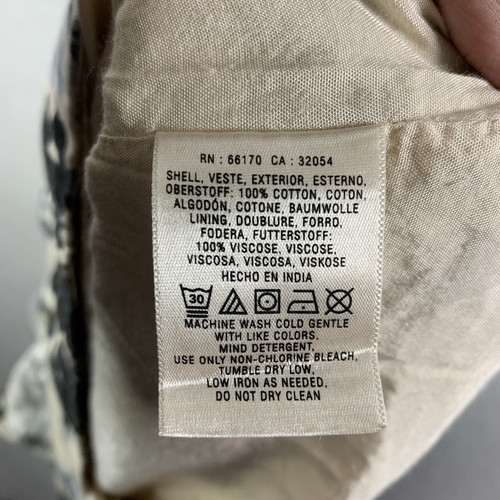 RN : 66170 CA : 32054
SHELL, VESTE, EXTERIOR, ESTERNO,
OBERSTOFF: 100% COTTON, COTON,
ALGODÓN, COTONE, BAUMWOLLE
LINING, DOUBLURE, FORRO,
FODERA, FUTTERSTOFF:
100% VISCOSE, VISCOSE,
VISCOSA, VISCOSA, VISKOSE
HECHO EN INDIA
30
MACHINE WASH COLD GENTLE
WITH LIKE COLORS.
MIND DETERGENT.
USE ONLY NON-CHLORINE BLEACH,
TUMBLE DRY LOW,
LOW IRON AS NEEDED,
DO NOT DRY CLEAN